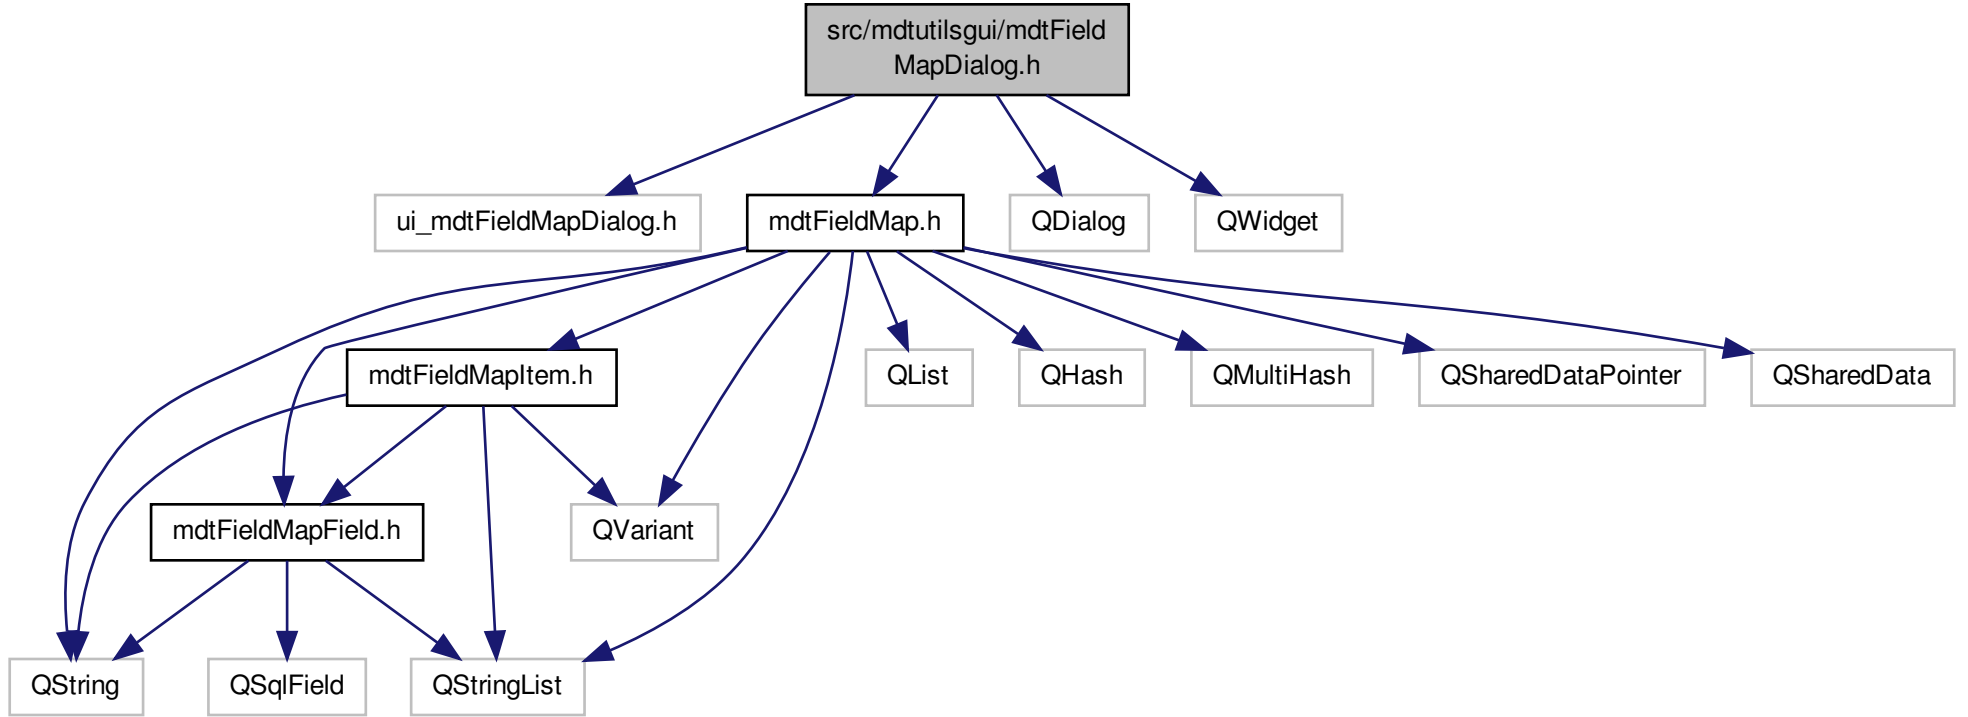 src/mdtutilsgui/mdtField
MapDialog.h
ui_mdtFieldMapDialog.h
mdtFieldMap.h
QDialog
QWidget
mdtFieldMapItem.h
QList
QHash
QMultiHash
QSharedDataPointer
QSharedData
mdtFieldMapField.h
QVariant
QString
QSqlField
QStringList